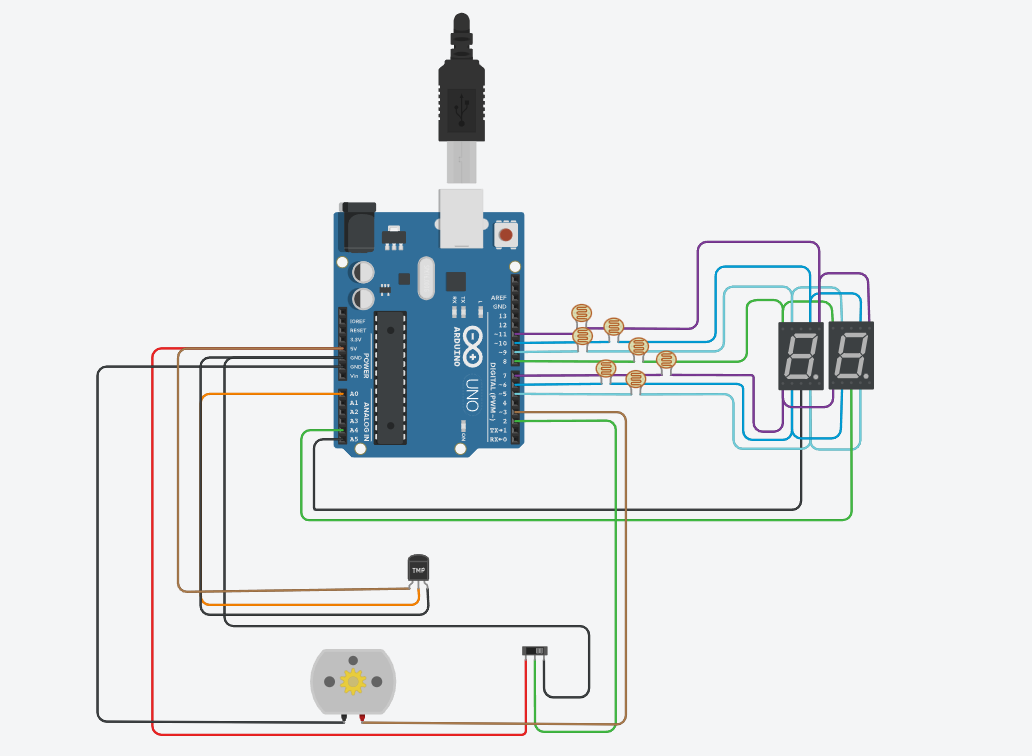 AREF
GND
13
12
~11
~10
~9
8
7
~6
~5
4
~3
2
TX→1
RX←0
DIGITAL (PWM~)
IOREF
RESET
3.3V
5V
GND
GND
Vin
POWER
A0
A1
A2
A3
A4
A5
ANALOG IN
RX
TX
L
ARDUINO
UNO
ON
TMP
8.
8.